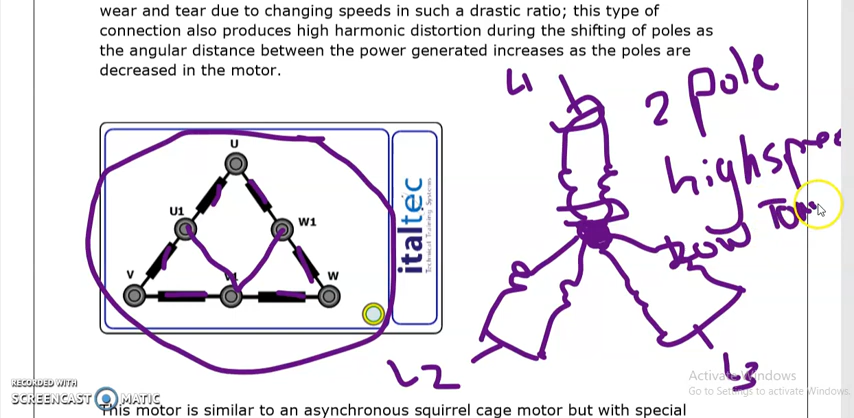 wear and tear due to changing speeds in such a drastic ratio; this type of
connection also produces high harmonic distortion during the shifting of poles as
the angular distance between the power generated increases as the poles are
decreased in the motor.
L1
2 pole
high speed
Low
U
U1
W1
V
W
italtec
Technical Training Systems
L2
L3
Activate Windows
Go to Settings to activate Windows.
RECORDED WITH
SCREENCAST MATIC
This motor is similar to an asynchronous squirrel cage motor but with special